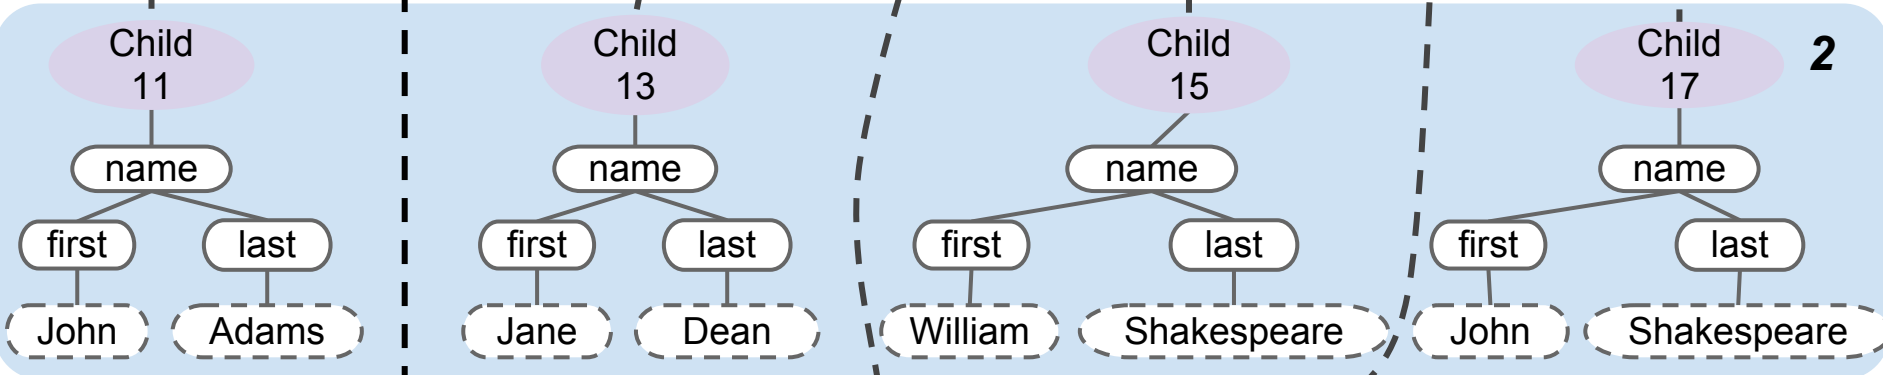 Child
11
Child
13
Child
15
Child
17
2
name
name
name
name
first
last
first
last
first
last
first
last
John
Adams
Jane
Dean
William
Shakespeare
John
Shakespeare